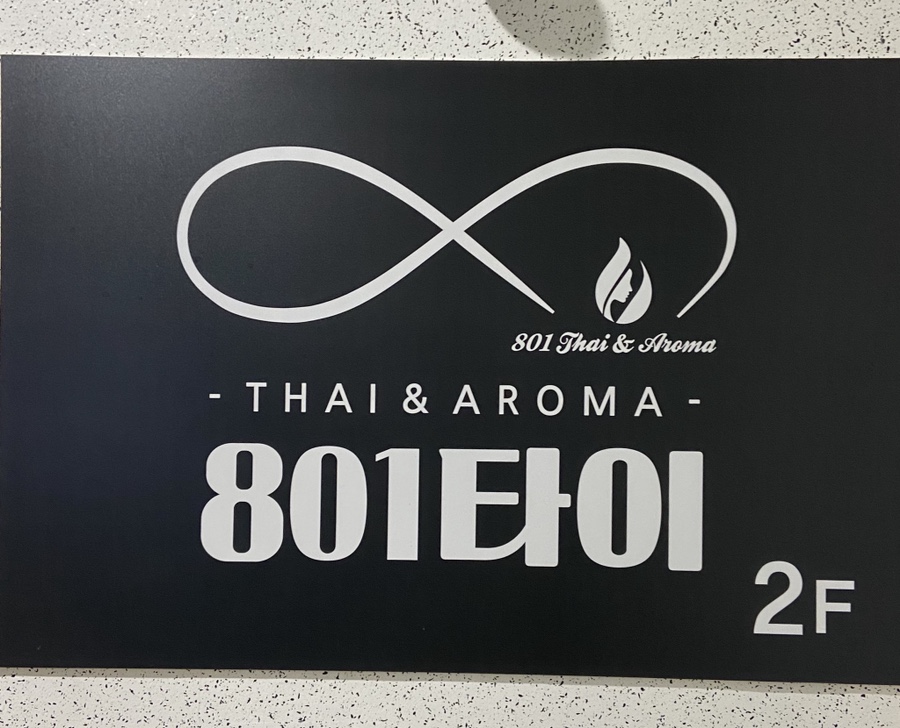 801 Thai & Aroma
- THAI & AROMA -
801타이
2F